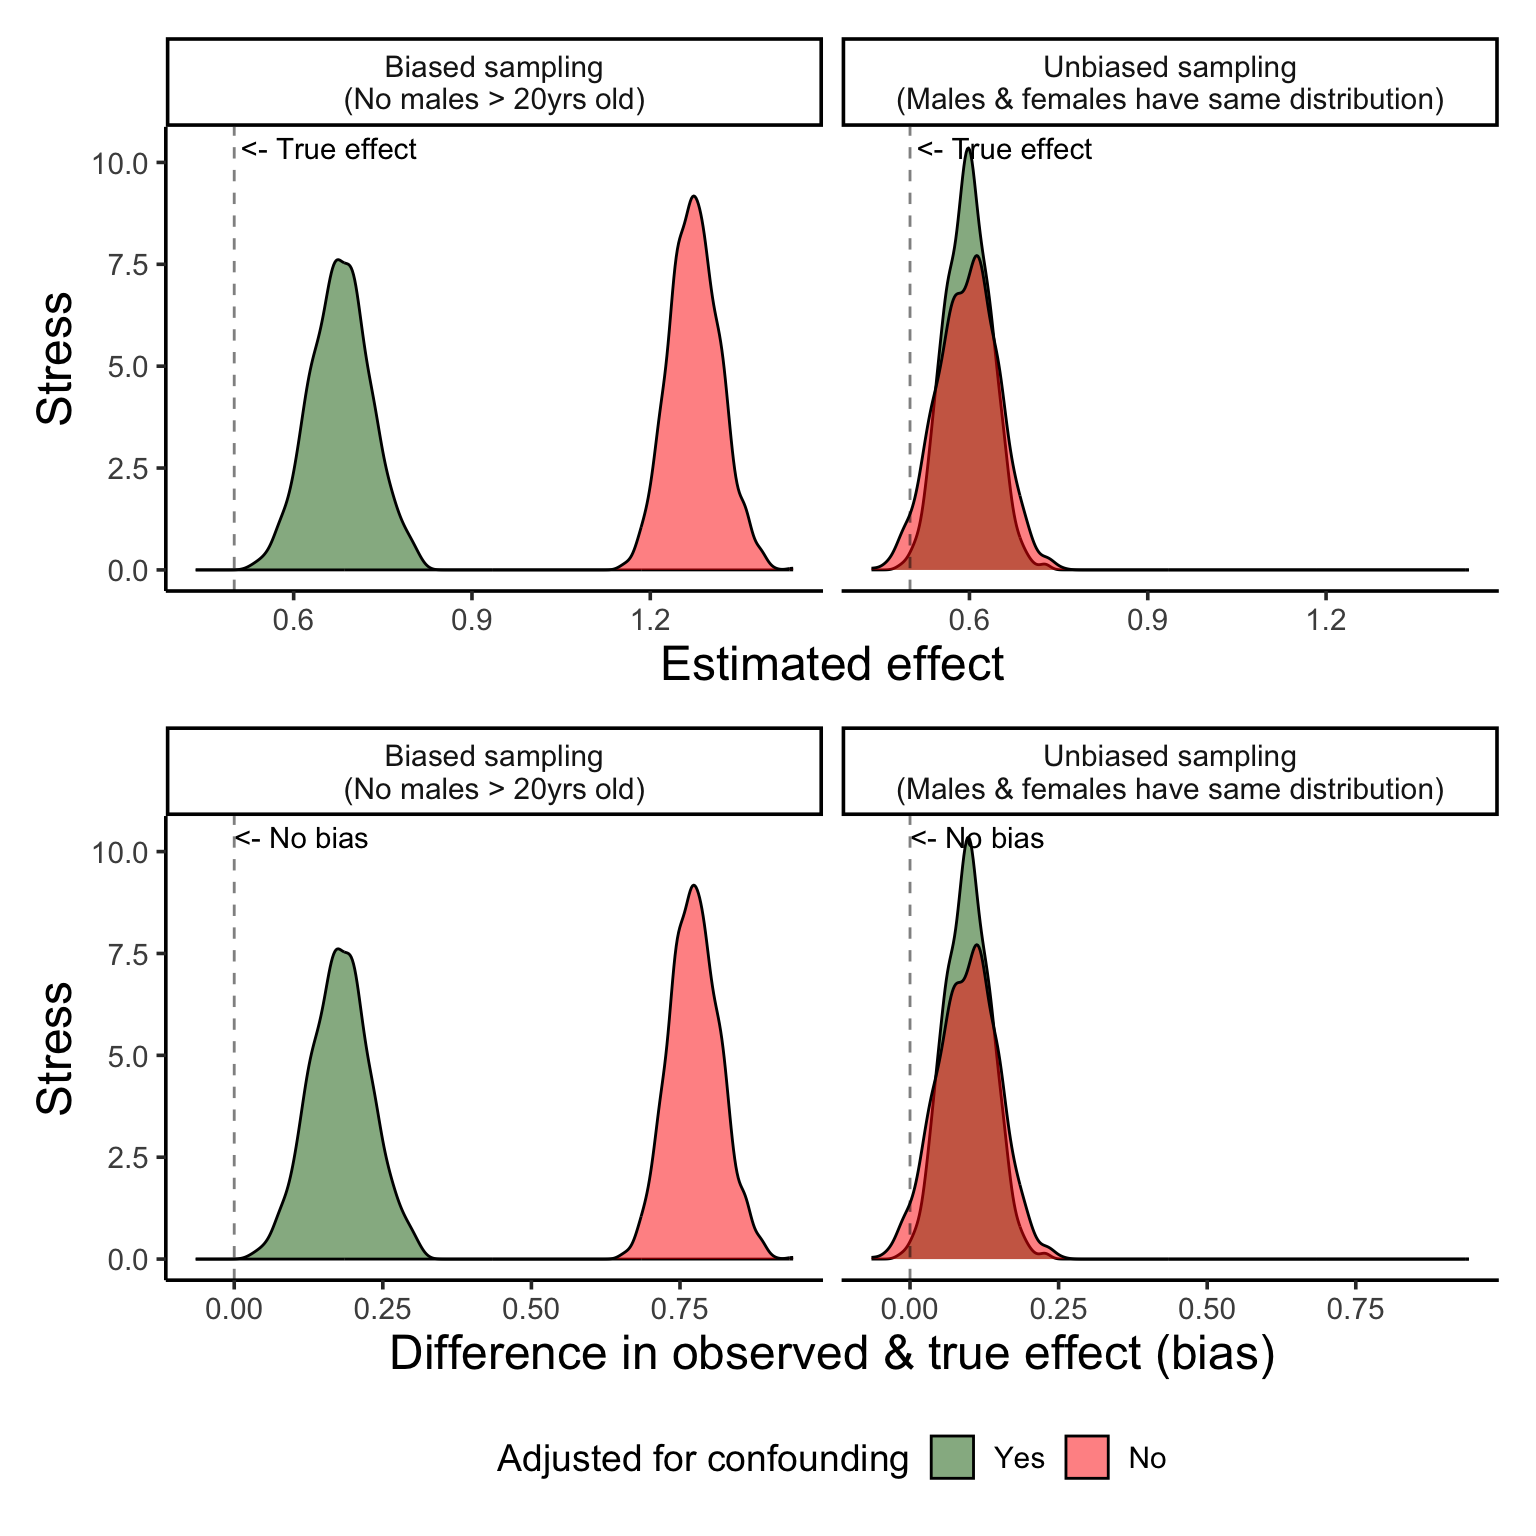 Biased sampling
(No males > 20yrs old)
Unbiased sampling
(Males & females have same distribution)
<- True effect
<- True effect
10.0
7.5
5.0
2.5
0.0
Stress
0.6 0.9 1.2
0.6 0.9 1.2
Estimated effect
Biased sampling
(No males > 20yrs old)
Unbiased sampling
(Males & females have same distribution)
<- No bias
<- No bias
10.0
7.5
5.0
2.5
0.0
Stress
0.00 0.25 0.50 0.75
0.00 0.25 0.50 0.75
Difference in observed & true effect (bias)
Adjusted for confounding Yes No